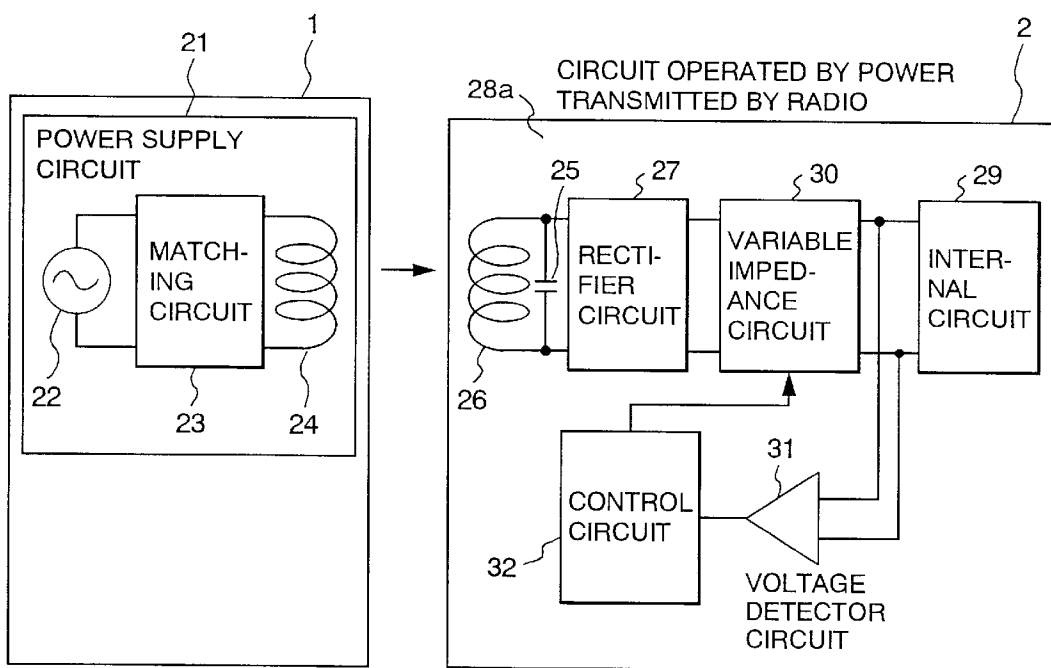 1
2
21
CIRCUIT OPERATED BY POWER
TRANSMITTED BY RADIO
28a
POWER SUPPLY
CIRCUIT
25
27
30
29
MATCH-
ING
CIRCUIT
RECTI-
FIER
CIRCUIT
VARIABLE
IMPED-
ANCE
CIRCUIT
INTER-
NAL
CIRCUIT
22
23
24
26
31
CONTROL
CIRCUIT
32
VOLTAGE
DETECTOR
CIRCUIT